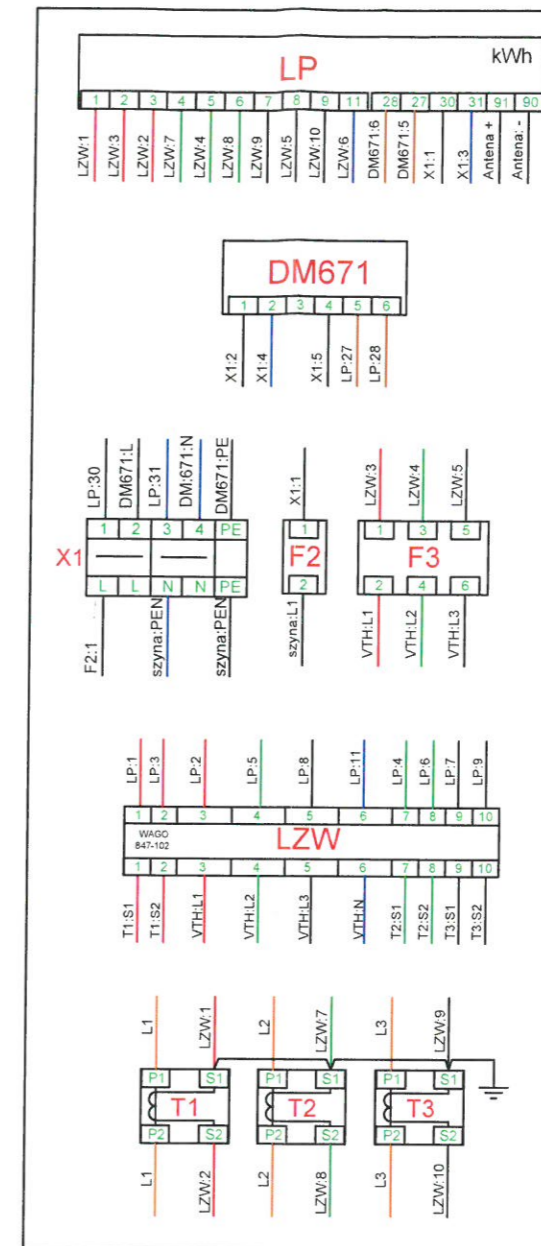 LP kWh
1 2 3 4 5 6 7 8 9 11 28 27 30 31 91 90
LZW:1 LZW:3 LZW:2 LZW:7 LZW:4 LZW:8 LZW:9 LZW:5 LZW:10 LZW:6 DM671:6 DM671:5 X1:1 X1:3 Antena + Antena: -
DM671
1 2 3 4 5 6
X1:2 X1:4 X1:5 LP:27 LP:28
LP:30 DM671:L LP:31 DM:671:N DM671:PE
1 2 3 4 PE
X1
L L N N PE
F2:1 szyna:PEN szyna:PEN
X1:1
1
F2
2
szyna:L1
LZW:3 LZW:4 LZW:5
1 3 5
F3
2 4 6
VTH:L1 VTH:L2 VTH:L3
LP:1 LP:3 LP:2 LP:5 LP:8 LP:11 LP:4 LP:6 LP:7 LP:9
1 2 3 4 5 6 7 8 9 10
WAGO
847-102
LZW
1 2 3 4 5 6 7 8 9 10
T1:S1 T1:S2 VTH:L1 VTH:L2 VTH:L3 VTH:N T2:S1 T2:S2 T3:S1 T3:S2
L1 LZW:1 L2 LZW:7 L3 LZW:9
P1 S1 P1 S1 P1 S1
T1 T2 T3
P2 S2 P2 S2 P2 S2
L1 LZW:2 L2 LZW:8 L3 LZW:10